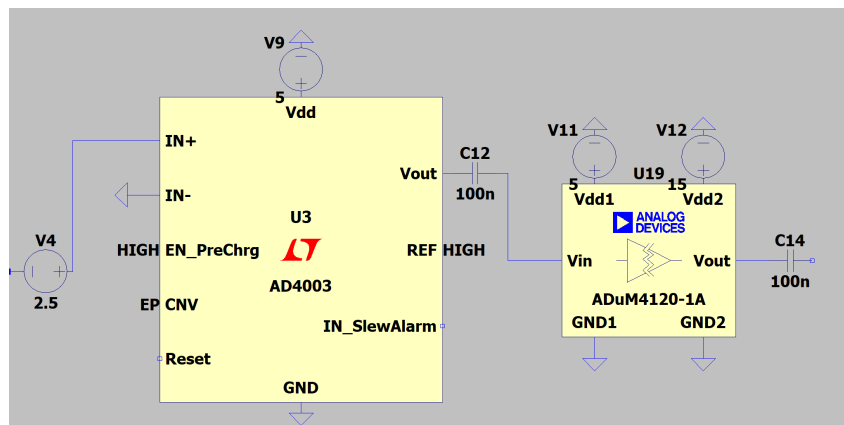 V9
5
Vdd
IN+
Vout
C12
100n
IN-
V4
2.5
U3
HIGH EN_PreChrg
REF HIGH
AD4003
EP CNV
IN_SlewAlarm
Reset
GND
V11
V12
5
U19
15
Vdd1
Vdd2
ANALOG
DEVICES
Vin
Vout
C14
100n
ADuM4120-1A
GND1
GND2